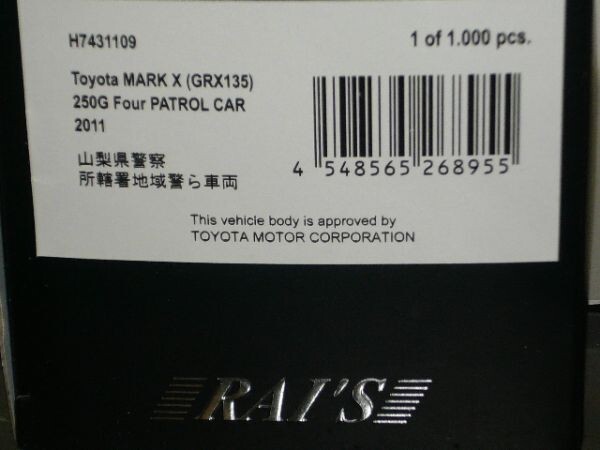 H7431109
1 of 1.000 pcs.
Toyota MARK X (GRX135)
250G Four PATROL CAR
2011
山梨県警察
所轄署地域警ら車両
4 548565 268955
This vehicle body is approved by
TOYOTA MOTOR CORPORATION
RAI'S